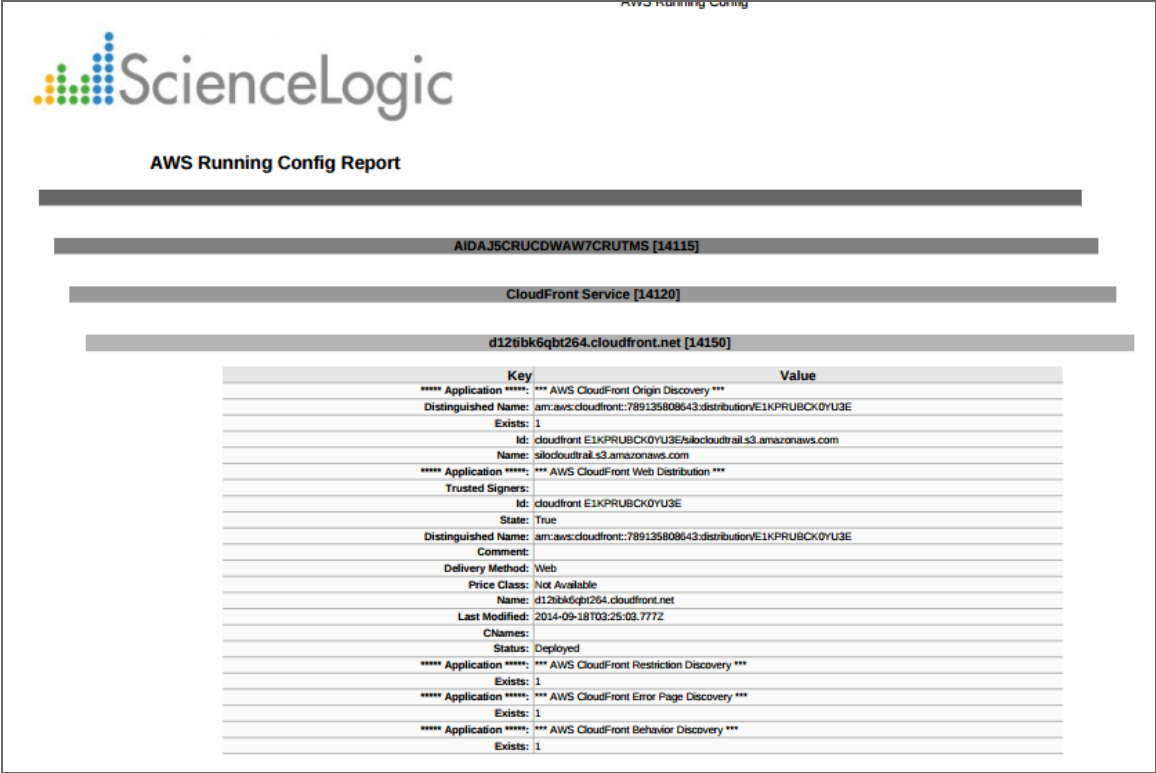 AWS Running Config
ScienceLogic
AWS Running Config Report
AIDAJ5CRUCDWAW7CRUTMS [14115]
CloudFront Service [14120]
d12tibk6qbt264.cloudfront.net [14150]
Key Value
***** Application *****: *** AWS CloudFront Origin Discovery ***
Distinguished Name: arn:aws:cloudfront::789135808643:distribution/E1KPRUBCK0YU3E
Exists: 1
Id: cloudfront E1KPRUBCK0YU3E/silocloudtrail.s3.amazonaws.com
Name: silocloudtrail.s3.amazonaws.com
***** Application *****: *** AWS CloudFront Web Distribution ***
Trusted Signers:
Id: cloudfront E1KPRUBCK0YU3E
State: True
Distinguished Name: arn:aws:cloudfront::789135808643:distribution/E1KPRUBCK0YU3E
Comment:
Delivery Method: Web
Price Class: Not Available
Name: d12tibk6qbt264.cloudfront.net
Last Modified: 2014-09-18T03:25:03.777Z
CNames:
Status: Deployed
***** Application *****: *** AWS CloudFront Restriction Discovery ***
Exists: 1
***** Application *****: *** AWS CloudFront Error Page Discovery ***
Exists: 1
***** Application *****: *** AWS CloudFront Behavior Discovery ***
Exists: 1